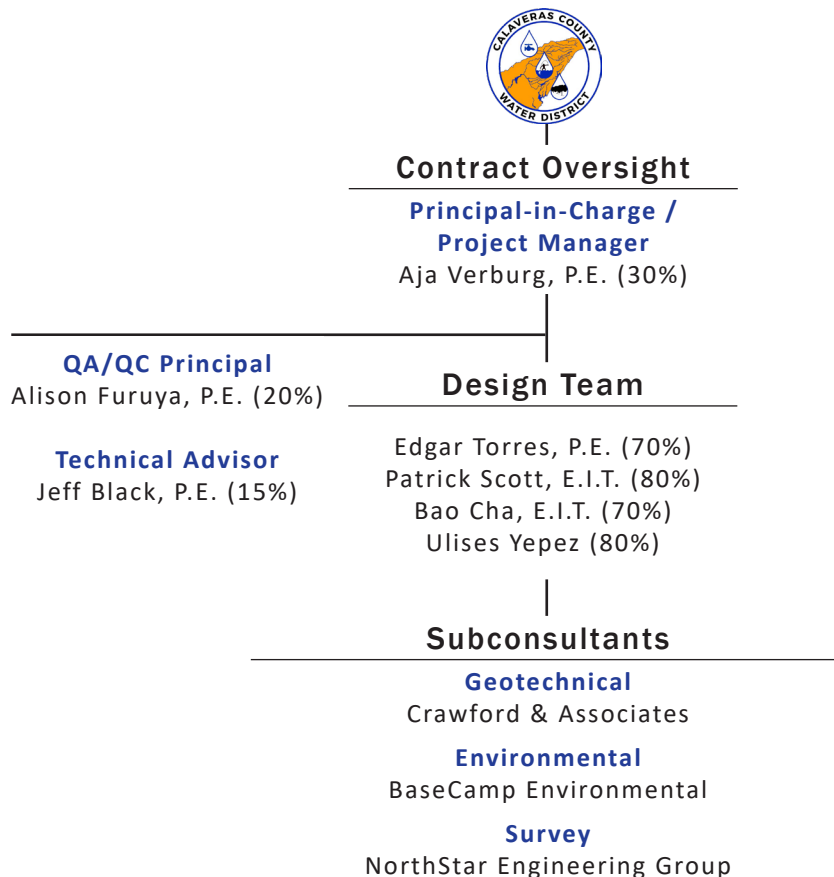 CALAVERAS COUNTY
WATER DISTRICT
Contract Oversight
Principal-in-Charge /
Project Manager
Aja Verburg, P.E. (30%)
QA/QC Principal
Alison Furuya, P.E. (20%)
Technical Advisor
Jeff Black, P.E. (15%)
Design Team
Edgar Torres, P.E. (70%)
Patrick Scott, E.I.T. (80%)
Bao Cha, E.I.T. (70%)
Ulises Yepez (80%)
Subconsultants
Geotechnical
Crawford & Associates
Environmental
BaseCamp Environmental
Survey
NorthStar Engineering Group